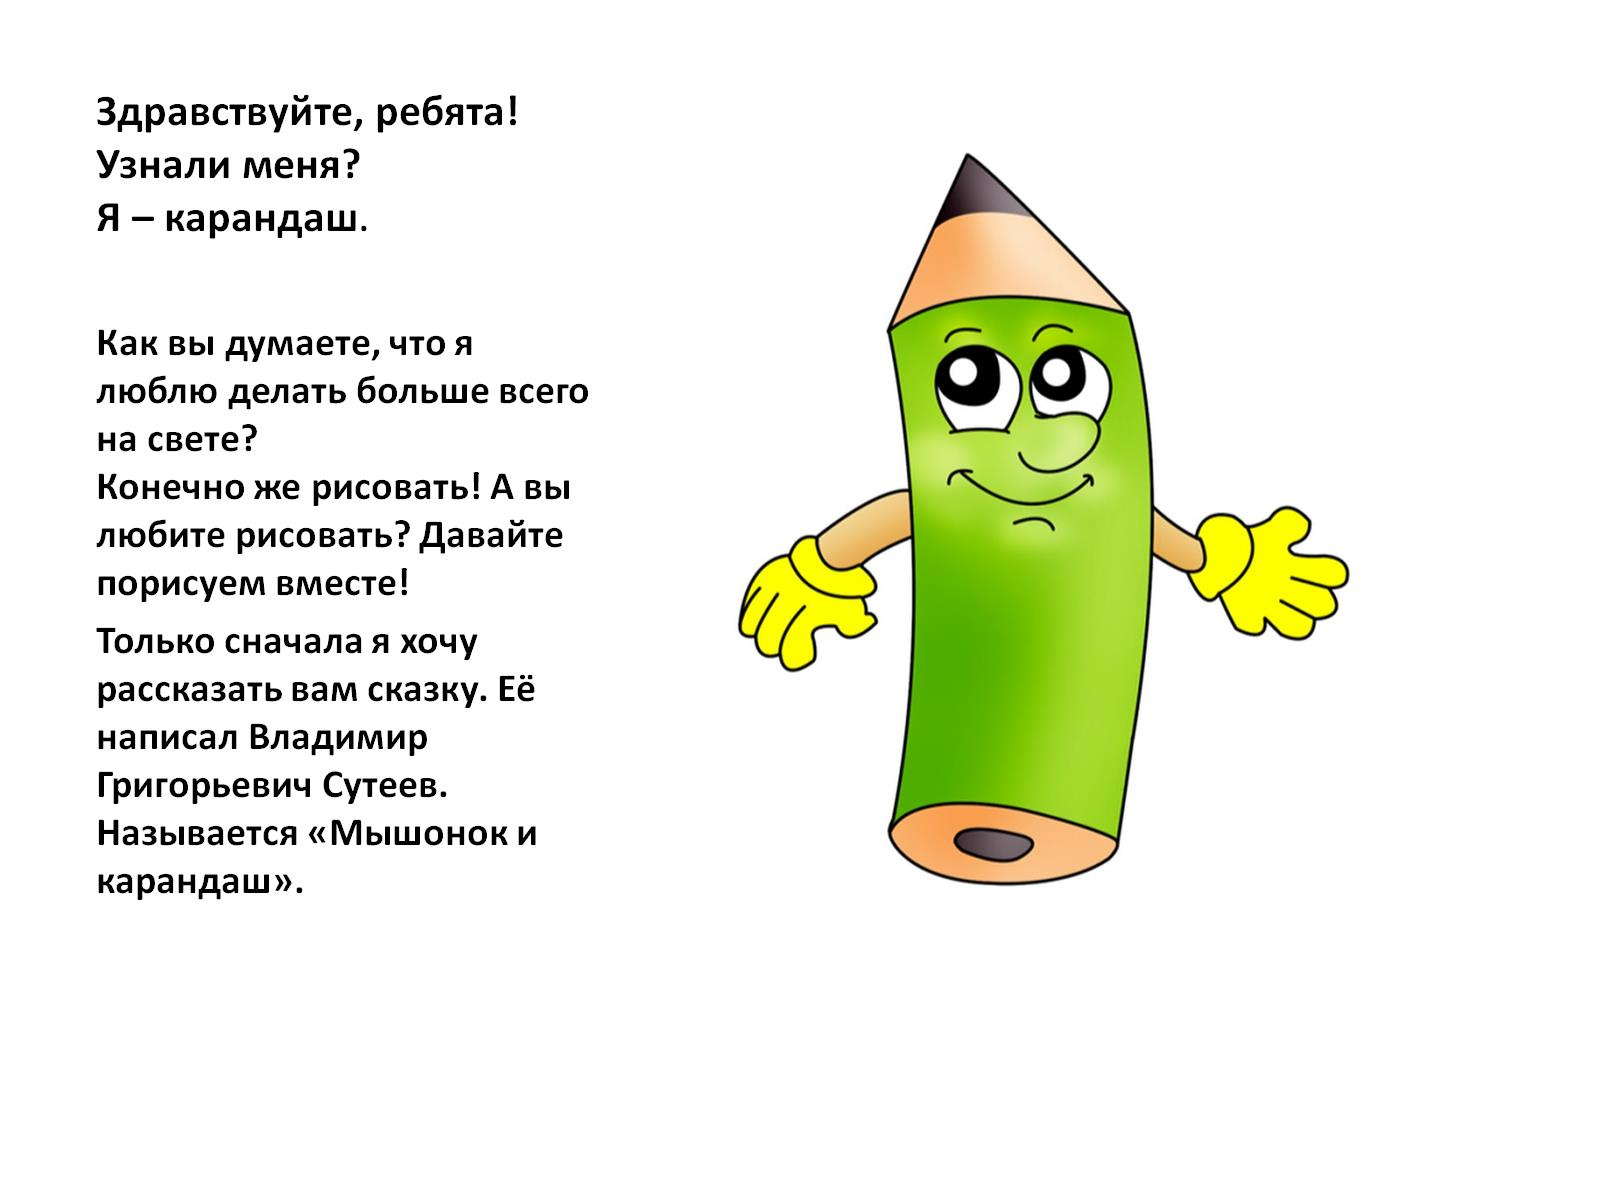 Здравствуйте, ребята!
Узнали меня?
Я – карандаш.
Как вы думаете, что я
люблю делать больше всего
на свете?
Конечно же рисовать! А вы
любите рисовать? Давайте
порисуем вместе!
Только сначала я хочу
рассказать вам сказку. Её
написал Владимир
Григорьевич Сутеев.
Называется «Мышонок и
карандаш».